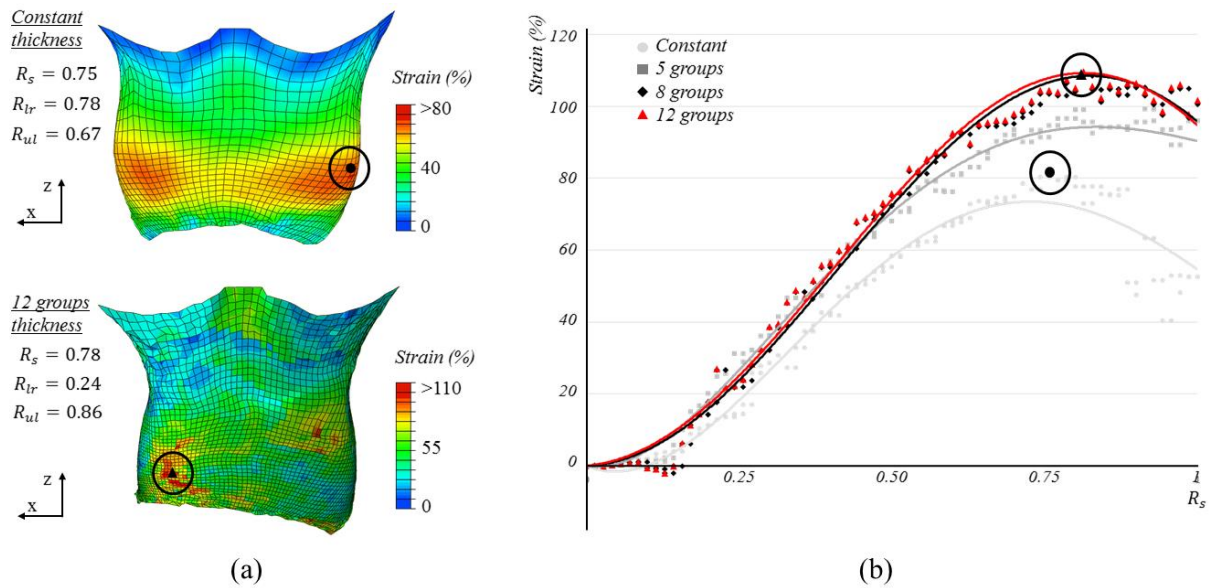 Constant
thickness
R_s = 0.75
R_lr = 0.78
R_ul = 0.67
z
x
Strain (%)
>80
40
0
12 groups
thickness
R_s = 0.78
R_lr = 0.24
R_ul = 0.86
z
x
Strain (%)
>110
55
0
(a)
Strain (%)
120
100
80
60
40
20
0
Constant
5 groups
8 groups
12 groups
0.25
0.50
0.75
1
R_s
(b)